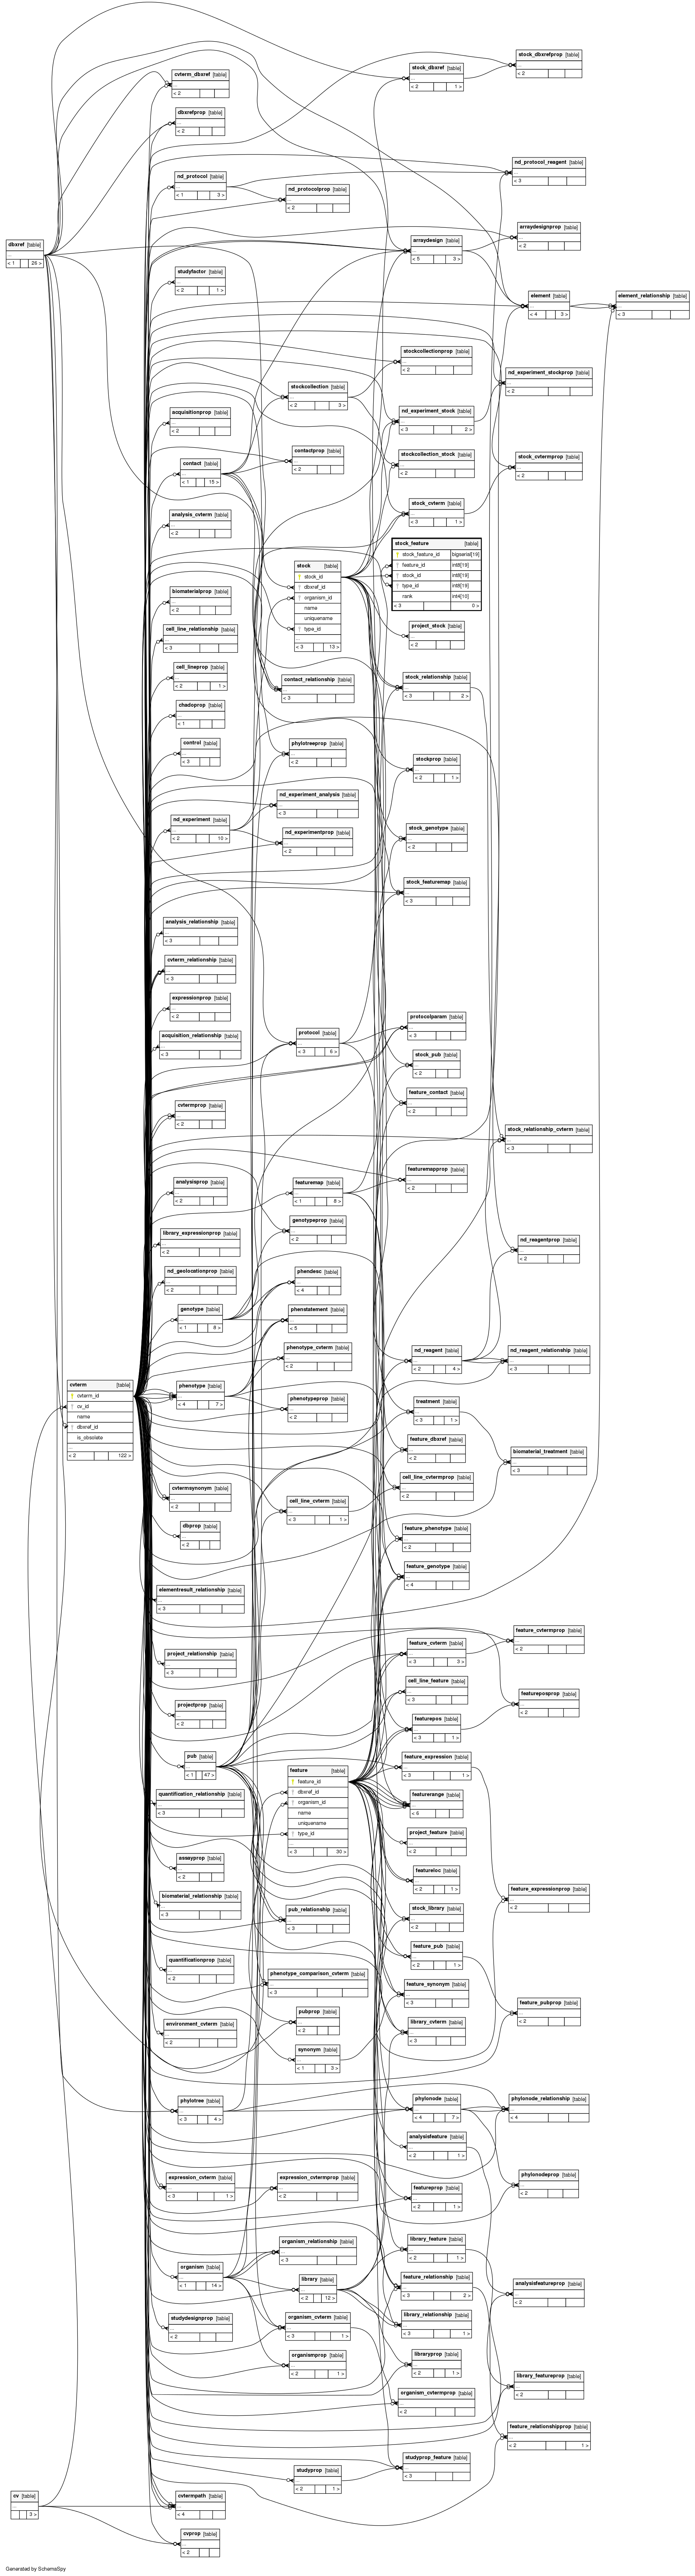 stock_dbxrefprop [table]
...
< 2
stock_dbxref [table]
...
< 2 1 >
cvterm_dbxref [table]
...
< 2
dbxrefprop [table]
...
< 2
nd_protocol_reagent [table]
...
< 3
nd_protocol [table]
...
< 1 3 >
nd_protocolprop [table]
...
< 2
arraydesignprop [table]
...
< 2
dbxref [table]
...
< 1 26 >
arraydesign [table]
...
< 5 3 >
studyfactor [table]
...
< 2 1 >
element [table]
...
< 4 3 >
element_relationship [table]
...
< 3
stockcollectionprop [table]
...
< 2
nd_experiment_stockprop [table]
...
< 2
stockcollection [table]
...
< 2 3 >
acquisitionprop [table]
...
< 2
nd_experiment_stock [table]
...
< 3 2 >
contactprop [table]
...
< 2
stockcollection_stock [table]
...
< 2
stock_cvtermprop [table]
...
< 2
contact [table]
...
< 1 15 >
stock_cvterm [table]
...
< 3 1 >
analysis_cvterm [table]
...
< 2
stock_feature [table]
stock_feature_id bigserial[19]
feature_id int8[19]
stock_id int8[19]
type_id int8[19]
rank int4[10]
< 3 0 >
stock [table]
stock_id
dbxref_id
organism_id
name
uniquename
type_id
...
< 3 13 >
biomaterialprop [table]
...
< 2
cell_line_relationship [table]
...
< 3
project_stock [table]
...
< 2
cell_lineprop [table]
...
< 2 1 >
contact_relationship [table]
...
< 3
stock_relationship [table]
...
< 3 2 >
chadoprop [table]
...
< 1
control [table]
...
< 3
phylotreeprop [table]
...
< 2
stockprop [table]
...
< 2 1 >
nd_experiment_analysis [table]
...
< 3
nd_experiment [table]
...
< 2 10 >
nd_experimentprop [table]
...
< 2
stock_genotype [table]
...
< 2
stock_featuremap [table]
...
< 3
analysis_relationship [table]
...
< 3
cvterm_relationship [table]
...
< 3
expressionprop [table]
...
< 2
protocolparam [table]
...
< 3
acquisition_relationship [table]
...
< 3
protocol [table]
...
< 3 6 >
stock_pub [table]
...
< 2
feature_contact [table]
...
< 2
cvtermprop [table]
...
< 2
stock_relationship_cvterm [table]
...
< 3
featuremapprop [table]
...
< 2
analysisprop [table]
...
< 2
featuremap [table]
...
< 1 8 >
genotypeprop [table]
...
< 2
library_expressionprop [table]
...
< 2
nd_reagentprop [table]
...
< 2
nd_geolocationprop [table]
...
< 2
phendesc [table]
...
< 4
genotype [table]
...
< 1 8 >
phenstatement [table]
...
< 5
phenotype_cvterm [table]
...
< 2
nd_reagent [table]
...
< 2 4 >
nd_reagent_relationship [table]
...
< 3
cvterm [table]
cvterm_id
cv_id
name
dbxref_id
is_obsolete
...
< 2 122 >
phenotype [table]
...
< 4 7 >
phenotypeprop [table]
...
< 2
treatment [table]
...
< 3 1 >
feature_dbxref [table]
...
< 2
biomaterial_treatment [table]
...
< 3
cell_line_cvtermprop [table]
...
< 2
cvtermsynonym [table]
...
< 2
cell_line_cvterm [table]
...
< 3 1 >
dbprop [table]
...
< 2
feature_phenotype [table]
...
< 2
feature_genotype [table]
...
< 4
elementresult_relationship [table]
...
< 3
feature_cvtermprop [table]
...
< 2
feature_cvterm [table]
...
< 3 3 >
project_relationship [table]
...
< 3
cell_line_feature [table]
...
< 3
featureposprop [table]
...
< 2
projectprop [table]
...
< 2
featurepos [table]
...
< 3 1 >
pub [table]
...
< 1 47 >
feature_expression [table]
...
< 3 1 >
feature [table]
feature_id
dbxref_id
organism_id
name
uniquename
type_id
...
< 3 30 >
quantification_relationship [table]
...
< 3
featurerange [table]
...
< 6
project_feature [table]
...
< 2
assayprop [table]
...
< 2
featureloc [table]
...
< 2 1 >
feature_expressionprop [table]
...
< 2
biomaterial_relationship [table]
...
< 3
stock_library [table]
...
< 2
pub_relationship [table]
...
< 3
feature_pub [table]
...
< 2 1 >
quantificationprop [table]
...
< 2
phenotype_comparison_cvterm [table]
...
< 3
feature_synonym [table]
...
< 3
feature_pubprop [table]
...
< 2
pubprop [table]
...
< 2
environment_cvterm [table]
...
< 2
library_cvterm [table]
...
< 3
synonym [table]
...
< 1 3 >
phylotree [table]
...
< 3 4 >
phylonode [table]
...
< 4 7 >
phylonode_relationship [table]
...
< 4
analysisfeature [table]
...
< 2 1 >
expression_cvterm [table]
...
< 3 1 >
expression_cvtermprop [table]
...
< 2
phylonodeprop [table]
...
< 2
featureprop [table]
...
< 2 1 >
organism_relationship [table]
...
< 3
library_feature [table]
...
< 2 1 >
organism [table]
...
< 1 14 >
library [table]
...
< 2 12 >
feature_relationship [table]
...
< 3 2 >
analysisfeatureprop [table]
...
< 2
studydesignprop [table]
...
< 2
organism_cvterm [table]
...
< 3 1 >
library_relationship [table]
...
< 3 1 >
organismprop [table]
...
< 2 1 >
libraryprop [table]
...
< 2 1 >
library_featureprop [table]
...
< 2
organism_cvtermprop [table]
...
< 2
feature_relationshipprop [table]
...
< 2 1 >
studyprop_feature [table]
...
< 3
studyprop [table]
...
< 2 1 >
cv [table]
...
3 >
cvtermpath [table]
...
< 4
cvprop [table]
...
< 2
Generated by SchemaSpy